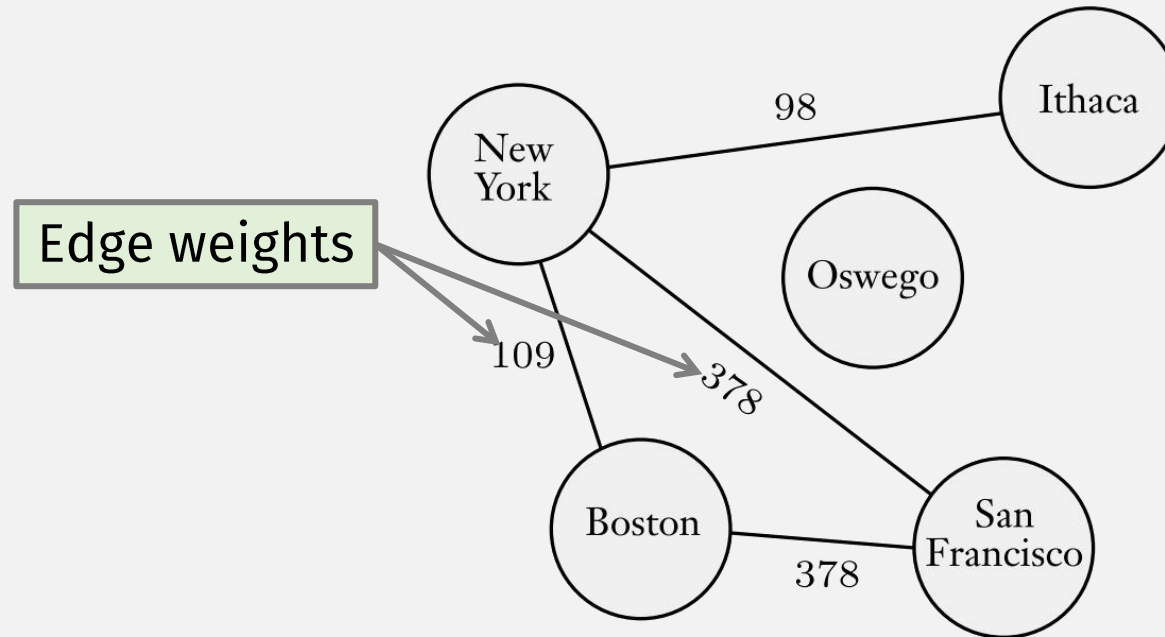 Ithaca
98
New
York
Edge weights
Oswego
109
378
Boston
San
Francisco
378